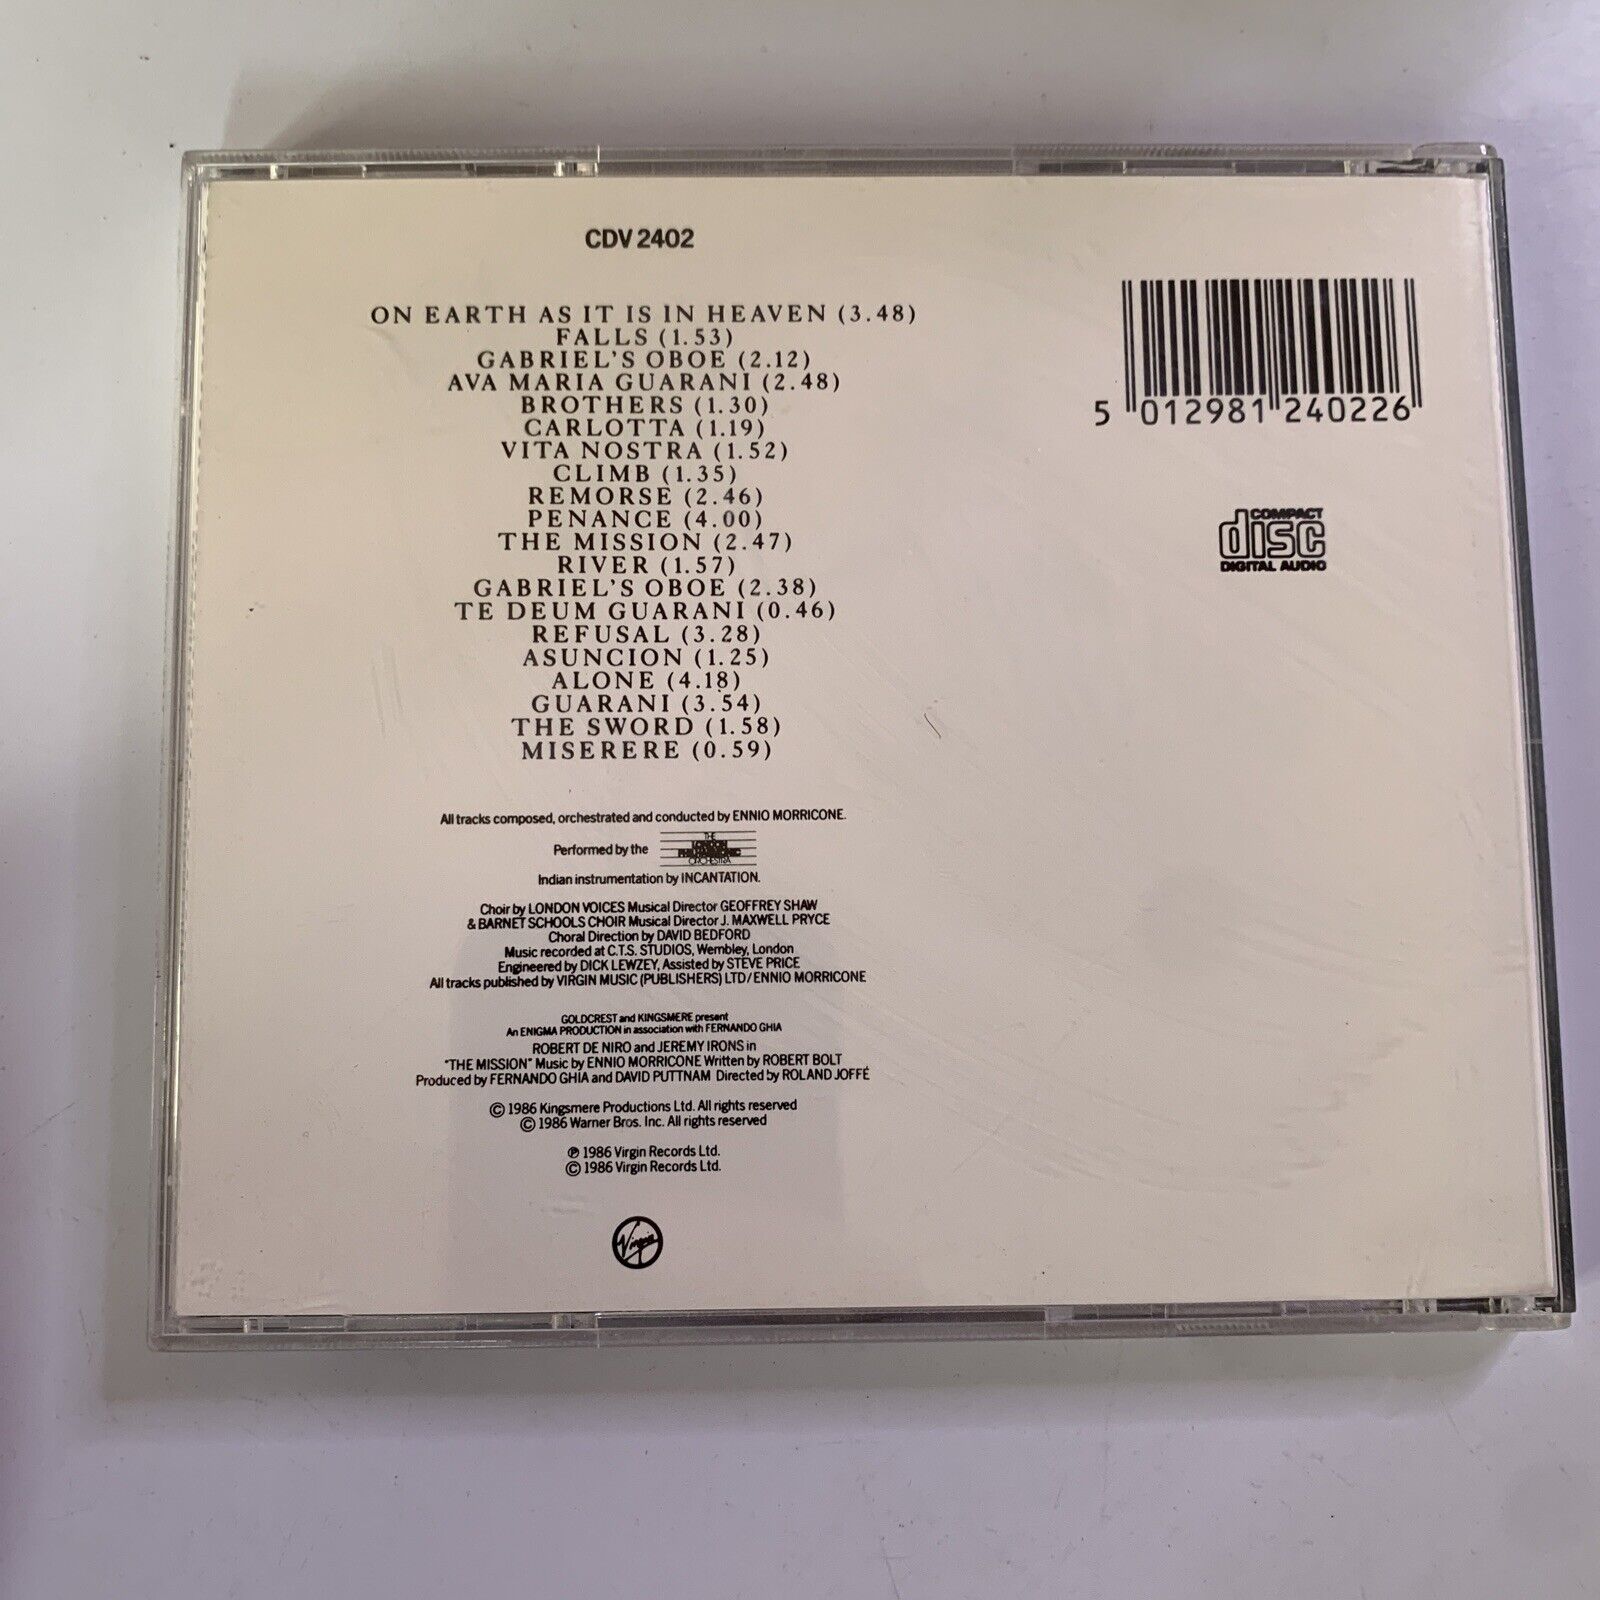 CDV 2402
ON EARTH AS IT IS IN HEAVEN (3.48)
FALLS (1.53)
GABRIEL'S OBOE (2.12)
AVA MARIA GUARANI (2.48)
BROTHERS (1.30)
CARLOTTA (1.19)
VITA NOSTRA (1.52)
CLIMB (1.35)
REMORSE (2.46)
PENANCE (4.00)
THE MISSION (2.47)
RIVER (1.57)
GABRIEL'S OBOE (2.38)
TE DEUM GUARANI (0.46)
REFUSAL (3.28)
ASUNCION (1.25)
ALONE (4.18)
GUARANI (3.54)
THE SWORD (1.58)
MISERERE (0.59)
5 012981 240226
COMPACT
disc
DIGITAL AUDIO
All tracks composed, orchestrated and conducted by ENNIO MORRICONE.
Performed by the THE LONDON PHILHARMONIC ORCHESTRA
Indian instrumentation by INCANTATION.
Choir by LONDON VOICES Musical Director GEOFFREY SHAW
& BARNET SCHOOLS CHOIR Musical Director J. MAXWELL PRYCE
Choral Direction by DAVID BEDFORD
Music recorded at C.T.S. STUDIOS, Wembley, London
Engineered by DICK LEWZEY, Assisted by STEVE PRICE
All tracks published by VIRGIN MUSIC (PUBLISHERS) LTD/ENNIO MORRICONE
GOLDCREST and KINGSMERE present
An ENIGMA PRODUCTION in association with FERNANDO GHIA
ROBERT DE NIRO and JEREMY IRONS in
"THE MISSION" Music by ENNIO MORRICONE Written by ROBERT BOLT
Produced by FERNANDO GHIA and DAVID PUTTNAM Directed by ROLAND JOFFÉ
© 1986 Kingsmere Productions Ltd. All rights reserved
© 1986 Warner Bros. Inc. All rights reserved
℗ 1986 Virgin Records Ltd.
© 1986 Virgin Records Ltd.
Virgin